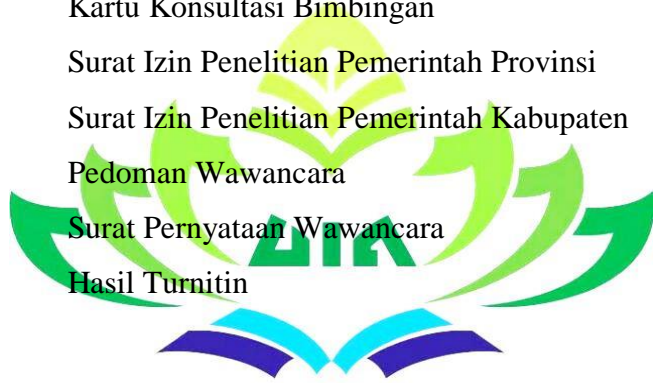 Kartu Konsultasi Bimbingan
Surat Izin Penelitian Pemerintah Provinsi
Surat Izin Penelitian Pemerintah Kabupaten
Pedoman Wawancara
Surat Pernyataan Wawancara
Hasil Turnitin